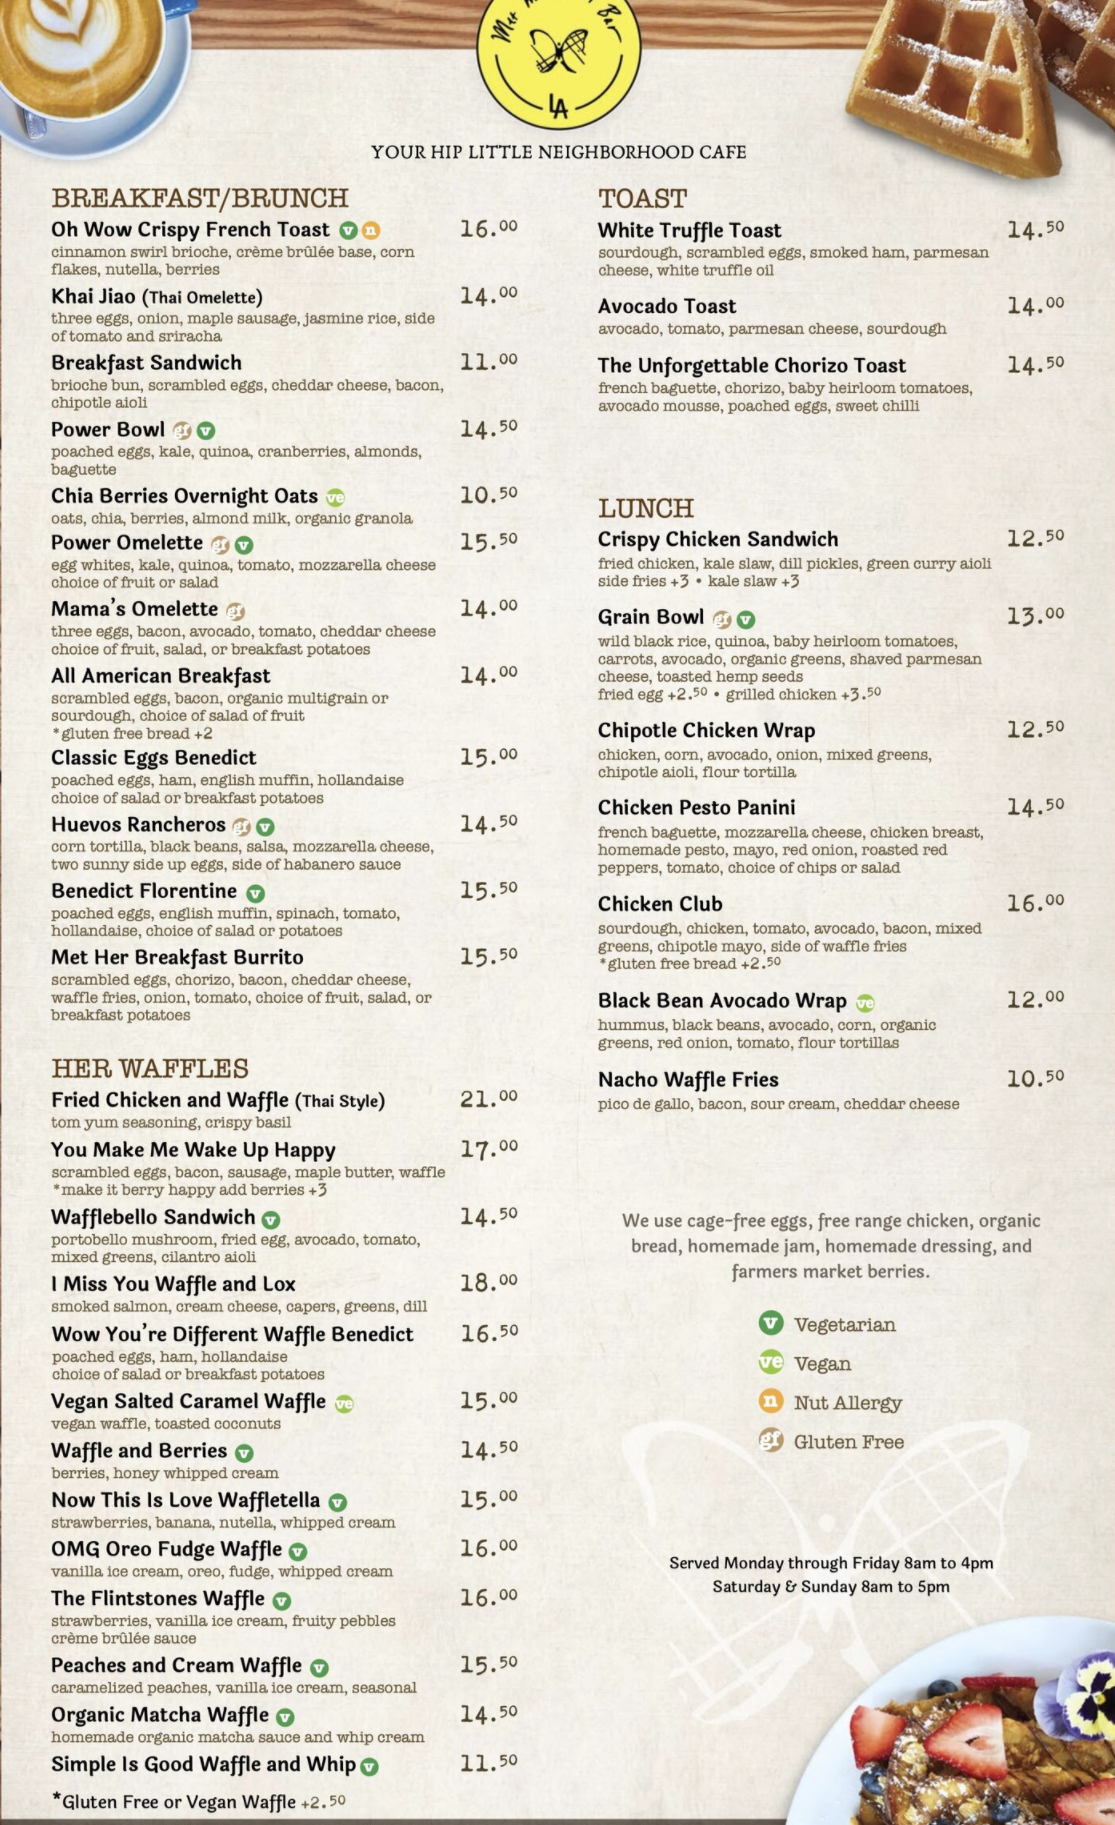 Met Bar
LA
YOUR HIP LITTLE NEIGHBORHOOD CAFE
BREAKFAST/BRUNCH
Oh Wow Crispy French Toast v n 16.00
cinnamon swirl brioche, crème brûlée base, corn
flakes, nutella, berries
Khai Jiao (Thai Omelette) 14.00
three eggs, onion, maple sausage, jasmine rice, side
of tomato and sriracha
Breakfast Sandwich 11.00
brioche bun, scrambled eggs, cheddar cheese, bacon,
chipotle aioli
Power Bowl gf v 14.50
poached eggs, kale, quinoa, cranberries, almonds,
baguette
Chia Berries Overnight Oats ve 10.50
oats, chia, berries, almond milk, organic granola
Power Omelette gf v 15.50
egg whites, kale, quinoa, tomato, mozzarella cheese
choice of fruit or salad
Mama's Omelette gf 14.00
three eggs, bacon, avocado, tomato, cheddar cheese
choice of fruit, salad, or breakfast potatoes
All American Breakfast 14.00
scrambled eggs, bacon, organic multigrain or
sourdough, choice of salad of fruit
*gluten free bread +2
Classic Eggs Benedict 15.00
poached eggs, ham, english muffin, hollandaise
choice of salad or breakfast potatoes
Huevos Rancheros gf v 14.50
corn tortilla, black beans, salsa, mozzarella cheese,
two sunny side up eggs, side of habanero sauce
Benedict Florentine v 15.50
poached eggs, english muffin, spinach, tomato,
hollandaise, choice of salad or potatoes
Met Her Breakfast Burrito 15.50
scrambled eggs, chorizo, bacon, cheddar cheese,
waffle fries, onion, tomato, choice of fruit, salad, or
breakfast potatoes
HER WAFFLES
Fried Chicken and Waffle (Thai Style) 21.00
tom yum seasoning, crispy basil
You Make Me Wake Up Happy 17.00
scrambled eggs, bacon, sausage, maple butter, waffle
*make it berry happy add berries +3
Wafflebello Sandwich v 14.50
portobello mushroom, fried egg, avocado, tomato,
mixed greens, cilantro aioli
I Miss You Waffle and Lox 18.00
smoked salmon, cream cheese, capers, greens, dill
Wow You're Different Waffle Benedict 16.50
poached eggs, ham, hollandaise
choice of salad or breakfast potatoes
Vegan Salted Caramel Waffle ve 15.00
vegan waffle, toasted coconuts
Waffle and Berries v 14.50
berries, honey whipped cream
Now This Is Love Waffletella v 15.00
strawberries, banana, nutella, whipped cream
OMG Oreo Fudge Waffle v 16.00
vanilla ice cream, oreo, fudge, whipped cream
The Flintstones Waffle v 16.00
strawberries, vanilla ice cream, fruity pebbles
crème brûlée sauce
Peaches and Cream Waffle v 15.50
caramelized peaches, vanilla ice cream, seasonal
Organic Matcha Waffle v 14.50
homemade organic matcha sauce and whip cream
Simple Is Good Waffle and Whip v 11.50
*Gluten Free or Vegan Waffle +2.50
TOAST
White Truffle Toast 14.50
sourdough, scrambled eggs, smoked ham, parmesan
cheese, white truffle oil
Avocado Toast 14.00
avocado, tomato, parmesan cheese, sourdough
The Unforgettable Chorizo Toast 14.50
french baguette, chorizo, baby heirloom tomatoes,
avocado mousse, poached eggs, sweet chilli
LUNCH
Crispy Chicken Sandwich 12.50
fried chicken, kale slaw, dill pickles, green curry aioli
side fries +3 • kale slaw +3
Grain Bowl gf v 13.00
wild black rice, quinoa, baby heirloom tomatoes,
carrots, avocado, organic greens, shaved parmesan
cheese, toasted hemp seeds
fried egg +2.50 • grilled chicken +3.50
Chipotle Chicken Wrap 12.50
chicken, corn, avocado, onion, mixed greens,
chipotle aioli, flour tortilla
Chicken Pesto Panini 14.50
french baguette, mozzarella cheese, chicken breast,
homemade pesto, mayo, red onion, roasted red
peppers, tomato, choice of chips or salad
Chicken Club 16.00
sourdough, chicken, tomato, avocado, bacon, mixed
greens, chipotle mayo, side of waffle fries
*gluten free bread +2.50
Black Bean Avocado Wrap ve 12.00
hummus, black beans, avocado, corn, organic
greens, red onion, tomato, flour tortillas
Nacho Waffle Fries 10.50
pico de gallo, bacon, sour cream, cheddar cheese
We use cage-free eggs, free range chicken, organic
bread, homemade jam, homemade dressing, and
farmers market berries.
v Vegetarian
ve Vegan
n Nut Allergy
gf Gluten Free
Served Monday through Friday 8am to 4pm
Saturday & Sunday 8am to 5pm